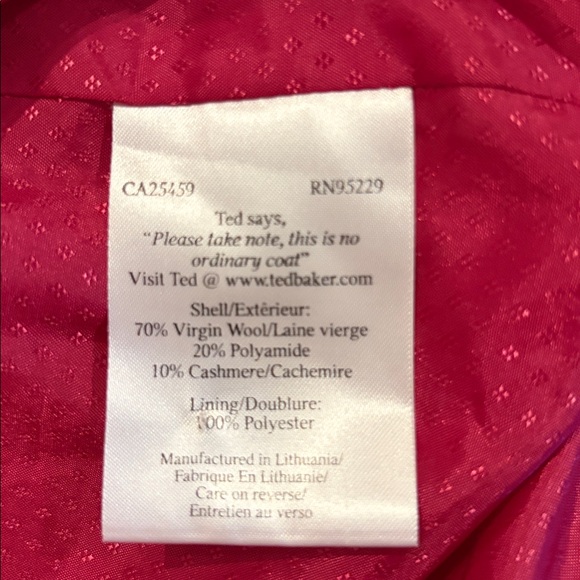 CA25459 RN95229
Ted says,
"Please take note, this is no
ordinary coat"
Visit Ted @ www.tedbaker.com
Shell/Extérieur:
70% Virgin Wool/Laine vierge
20% Polyamide
10% Cashmere/Cachemire
Lining/Doublure:
100% Polyester
Manufactured in Lithuania/
Fabrique En Lithuanie/
Care on reverse/
Entretien au verso